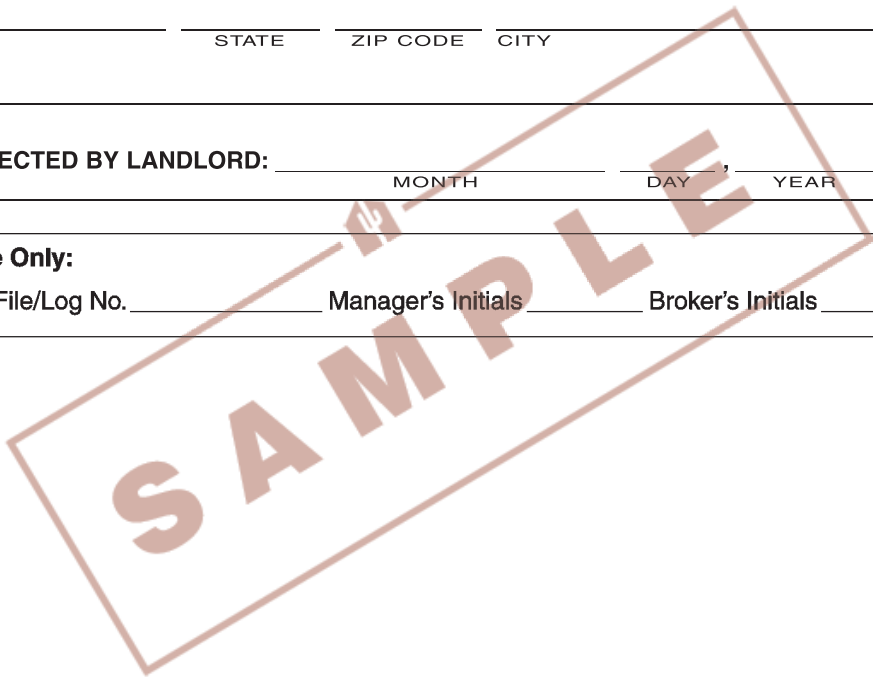 STATE ZIP CODE CITY
ECTED BY LANDLORD: ,
MONTH DAY YEAR
Only:
File/Log No. Manager's Initials Broker's Initials
SAMPLE